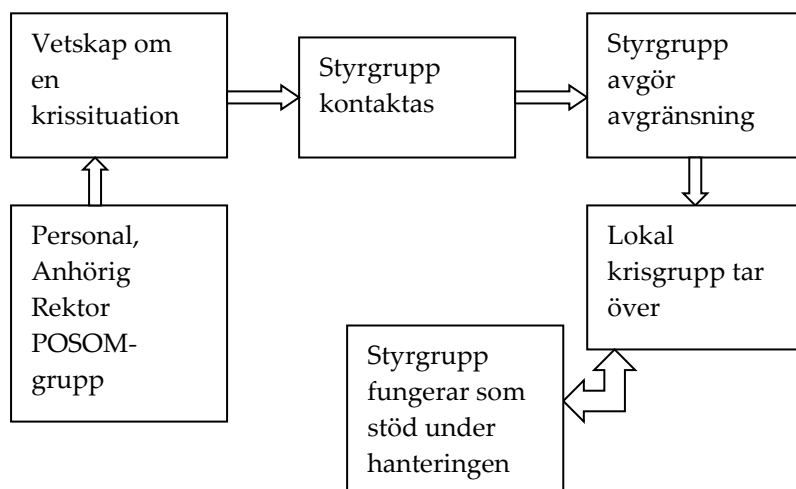 Vetskap om
en
krissituation
Styrgrupp
kontaktas
Styrgrupp
avgör
avgränsning
Personal,
Anhörig
Rektor
POSOM-
grupp
Lokal
krisgrupp tar
över
Styrgrupp
fungerar som
stöd under
hanteringen